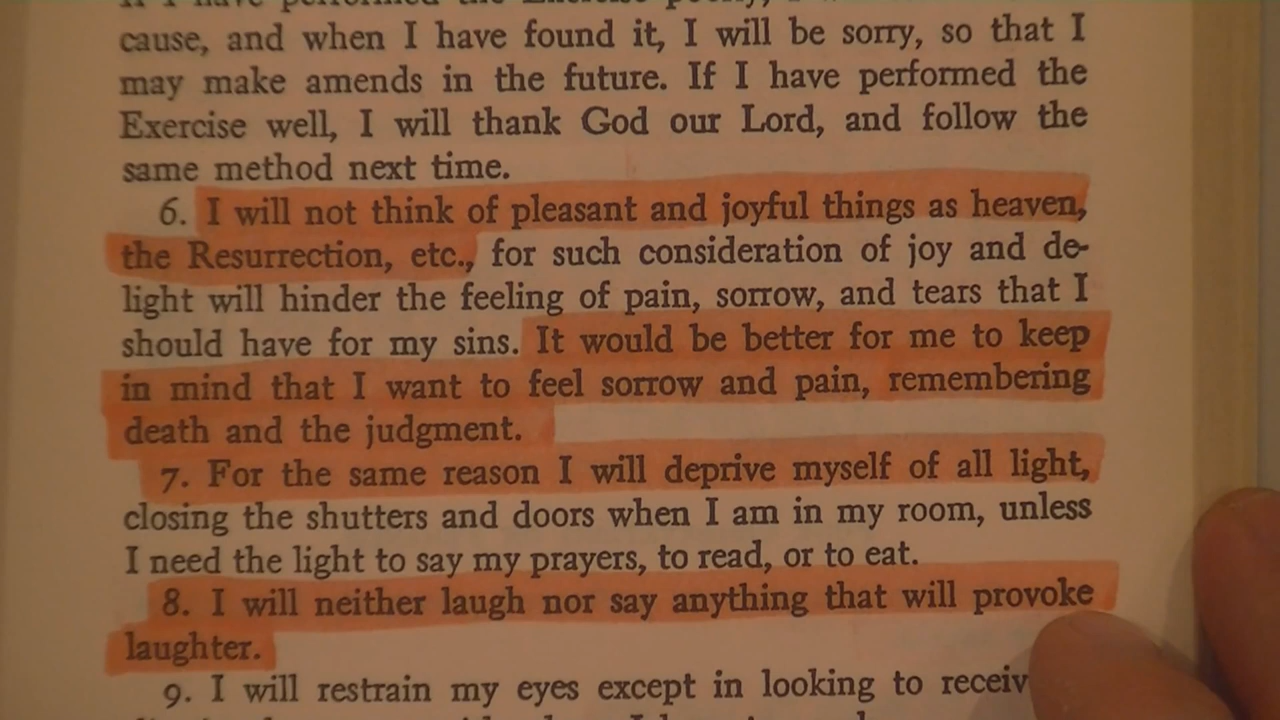 cause, and when I have found it, I will be sorry, so that I
may make amends in the future. If I have performed the
Exercise well, I will thank God our Lord, and follow the
same method next time.
6. I will not think of pleasant and joyful things as heaven,
the Resurrection, etc., for such consideration of joy and de-
light will hinder the feeling of pain, sorrow, and tears that I
should have for my sins. It would be better for me to keep
in mind that I want to feel sorrow and pain, remembering
death and the judgment.
7. For the same reason I will deprive myself of all light,
closing the shutters and doors when I am in my room, unless
I need the light to say my prayers, to read, or to eat.
8. I will neither laugh nor say anything that will provoke
laughter.
9. I will restrain my eyes except in looking to receiv